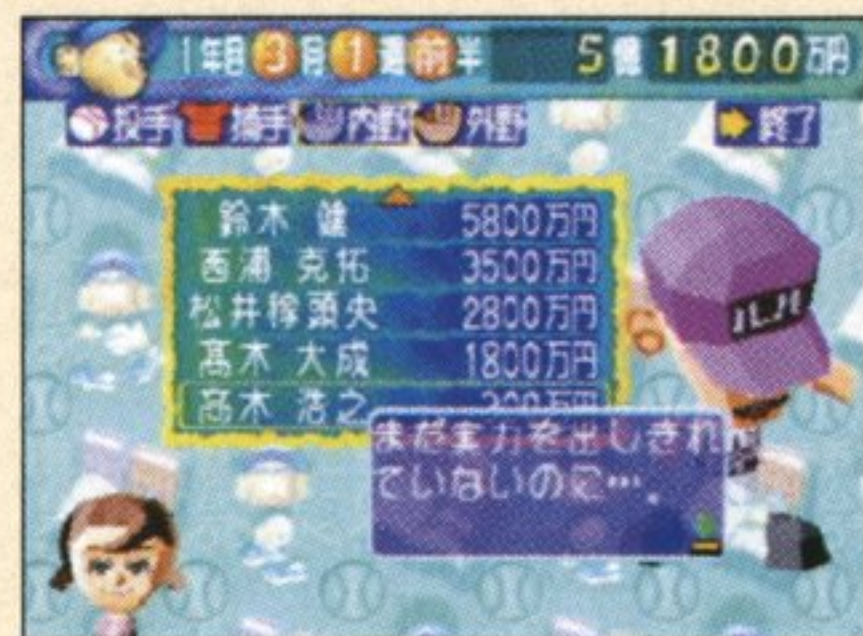 1年目3月1週前半 5億1800万円
投手 捕手 内野 外野 終了
鈴木 健 5800万円
西浦 克拓 3500万円
松井稼頭央 2800万円
高木 大成 1800万円
高木 浩之
まだ実力を出しきれ
ていないのに…。